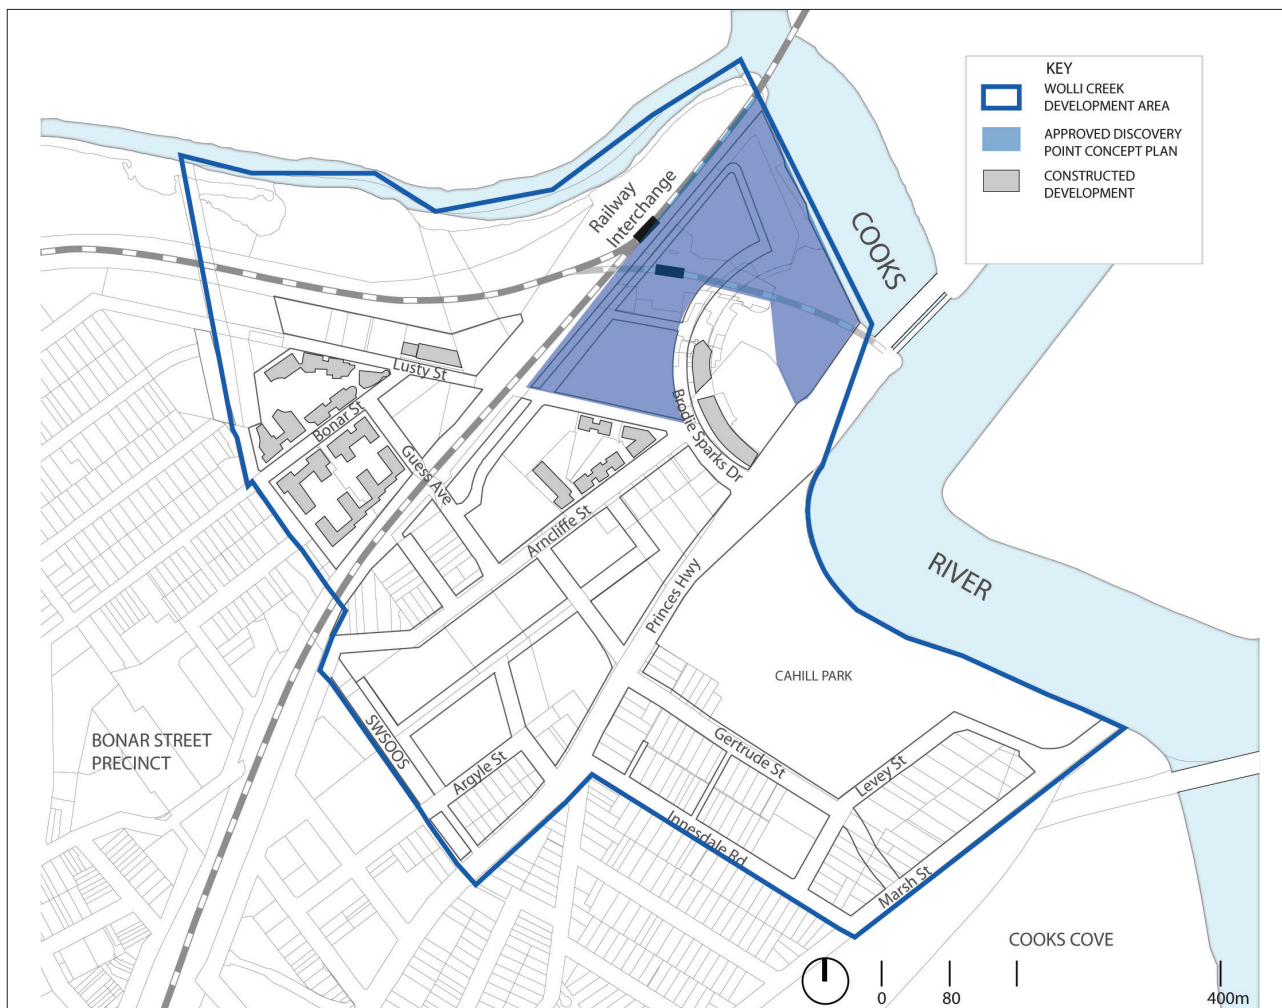 KEY
WOLLI CREEK
DEVELOPMENT AREA
APPROVED DISCOVERY
POINT CONCEPT PLAN
CONSTRUCTED
DEVELOPMENT
Railway
Interchange
COOKS
RIVER
Lusty St
Bonar St
Guess Ave
Brodie Sparks Dr
Arncliffe St
Princes Hwy
CAHILL PARK
BONAR STREET
PRECINCT
SWSOOS
Argyle St
Gertrude St
Levey St
Innesdale Rd
Marsh St
COOKS COVE
0
80
400m